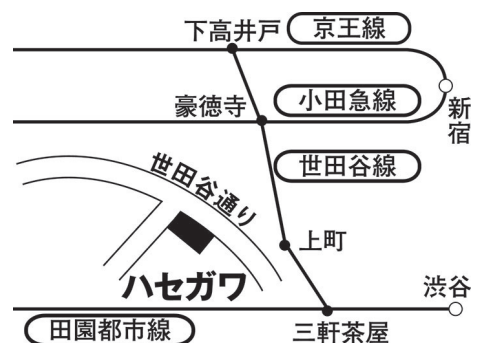 下高井戸
京王線
豪徳寺
小田急線
新宿
世田谷線
世田谷通り
上町
ハセガワ
渋谷
田園都市線
三軒茶屋